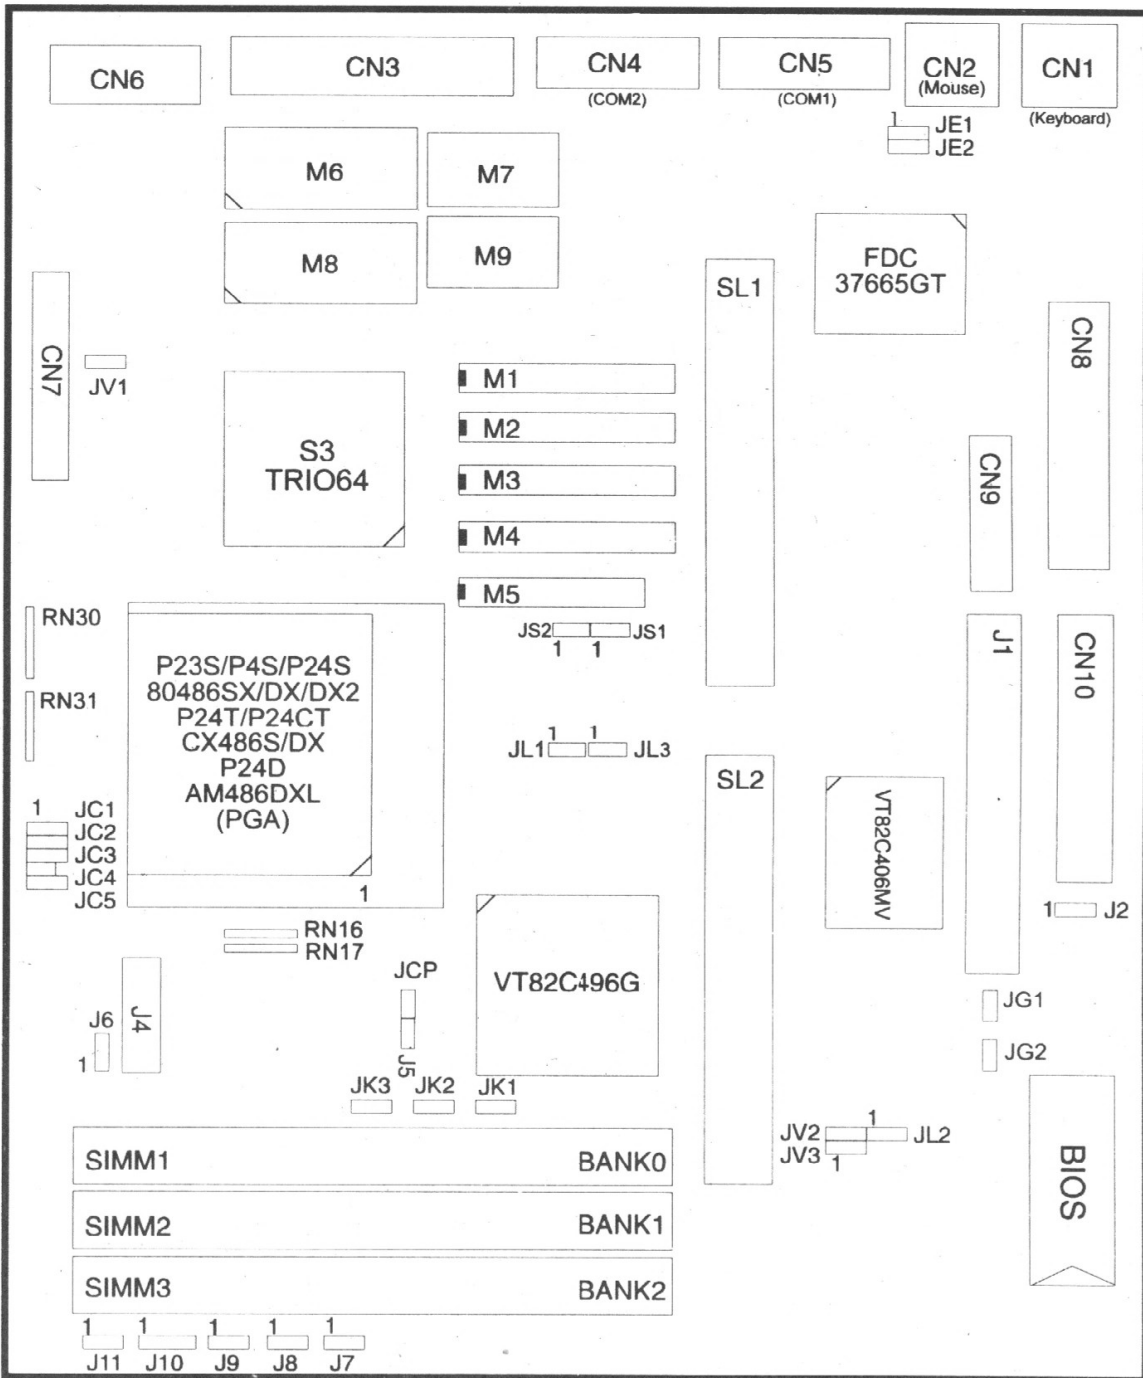 CN6
CN3
CN4
(COM2)
CN5
(COM1)
CN2
(Mouse)
CN1
(Keyboard)
1
JE1
JE2
M6
M7
M8
M9
FDC
37665GT
SL1
CN8
CN7
JV1
M1
M2
M3
M4
M5
S3
TRIO64
CN9
JS2
JS1
1 1
RN30
RN31
P23S/P4S/P24S
80486SX/DX/DX2
P24T/P24CT
CX486S/DX
P24D
AM486DXL
(PGA)
1
J1
CN10
1 1
JL1
JL3
SL2
VT82C406MV
1
JC1
JC2
JC3
JC4
JC5
1
J2
RN16
RN17
VT82C496G
JCP
J5
J6
1
J4
JG1
JG2
JK3
JK2
JK1
1
JV2
JL2
JV3
1
BIOS
SIMM1
BANK0
SIMM2
BANK1
SIMM3
BANK2
1
1
1
1
1
J11
J10
J9
J8
J7